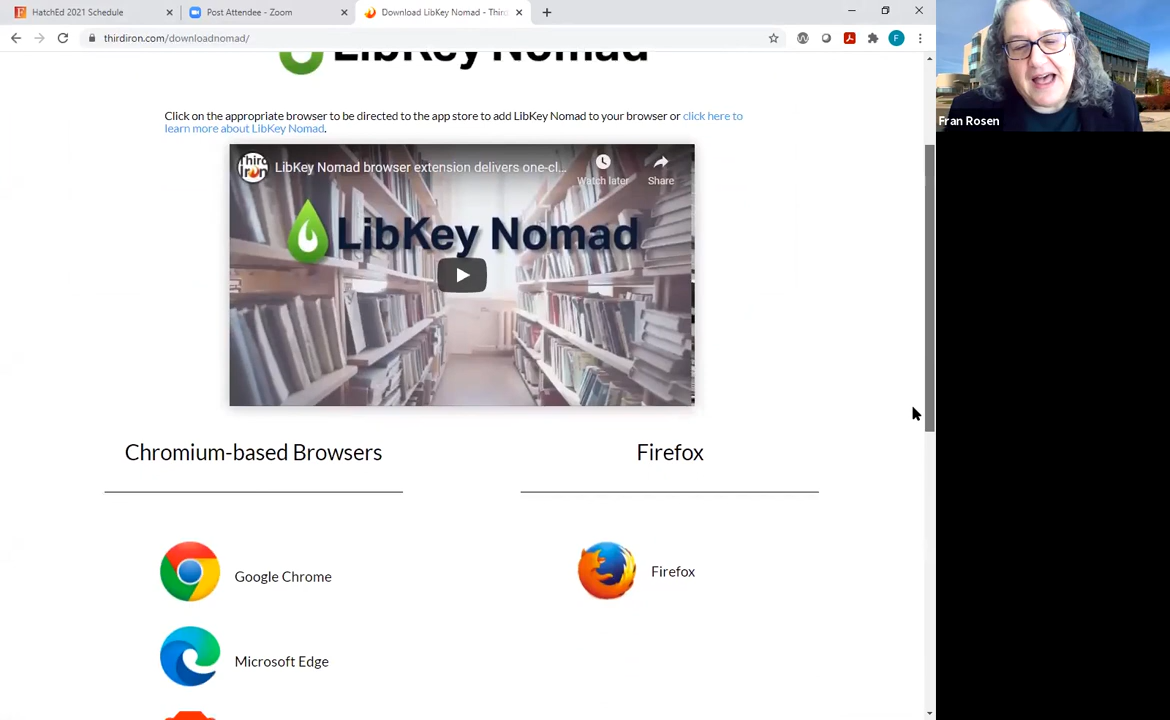 HatchEd 2021 Schedule
Post Attendee - Zoom
Download LibKey Nomad - Thir
thirdiron.com/downloadnomad/
LibKey Nomad
Click on the appropriate browser to be directed to the app store to add LibKey Nomad to your browser or click here to
learn more about LibKey Nomad.
Third Iron
LibKey Nomad browser extension delivers one-cl...
Watch later
Share
LibKey Nomad
Chromium-based Browsers
Firefox
Google Chrome
Firefox
Microsoft Edge
Fran Rosen
F